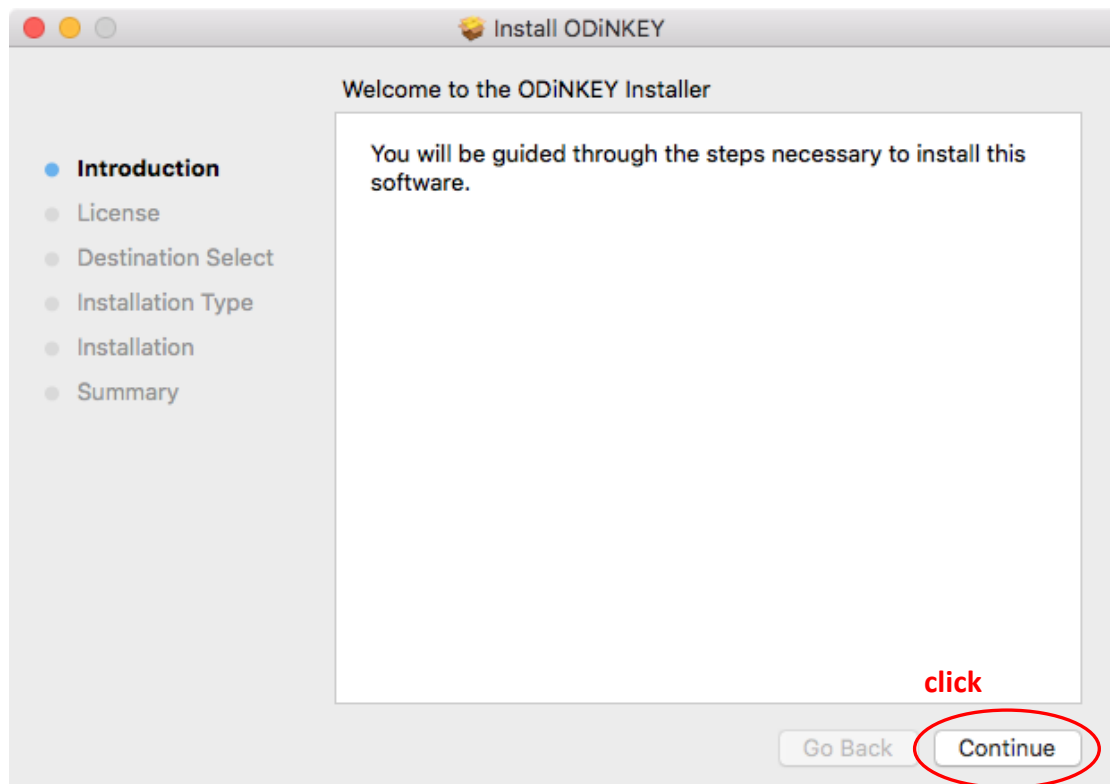 Install ODiNKEY
Welcome to the ODiNKEY Installer
Introduction
License
Destination Select
Installation Type
Installation
Summary
You will be guided through the steps necessary to install this
software.
click
Go Back
Continue